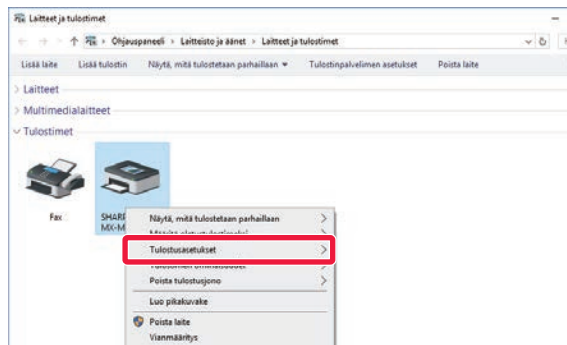 Laitteet ja tulostimet
Ohjauspaneeli › Laitteisto ja äänet › Laitteet ja tulostimet
Lisää laite Lisää tulostin Näytä, mitä tulostetaan parhaillaan Tulostinpalvelimen asetukset Poista laite
Laitteet
Multimedialaitteet
Tulostimet
Fax
SHARP
MX-M
Näytä, mitä tulostetaan parhaillaan
Tulostusasetukset
Poista tulostusjono
Luo pikakuvake
Poista laite
Vianmääritys